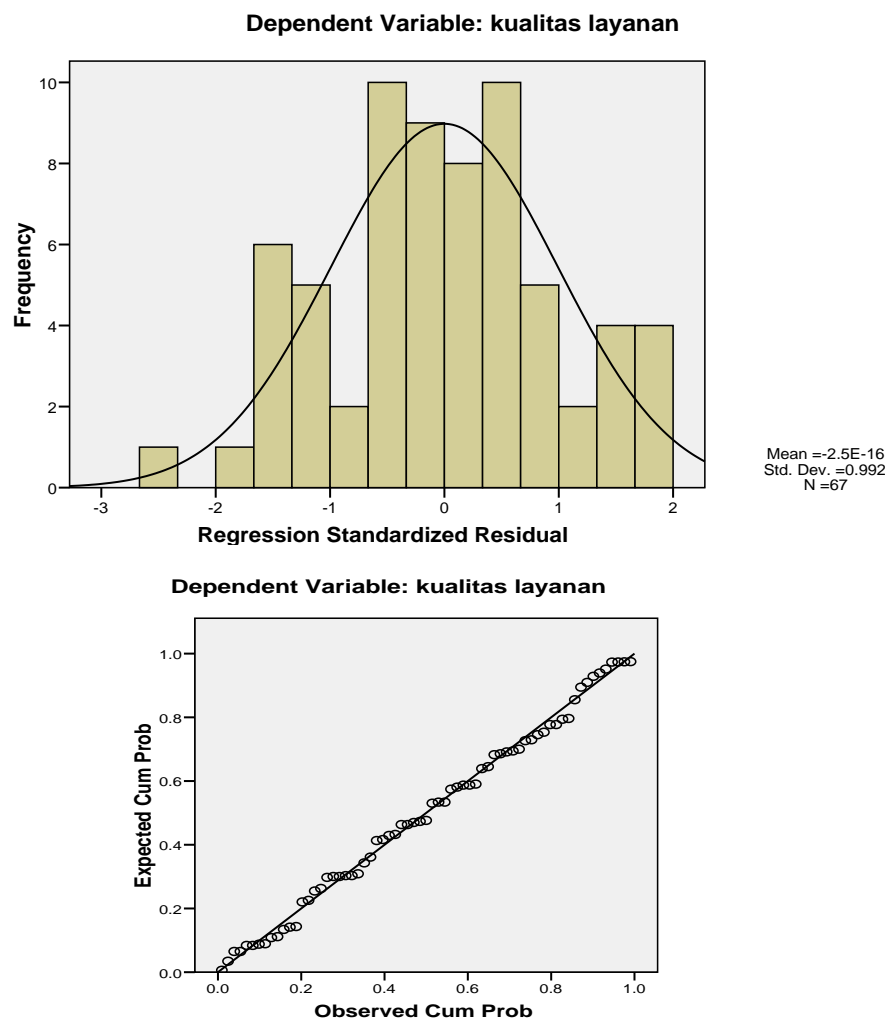 Dependent Variable: kualitas layanan
10
8
6
4
2
0
Frequency
-3 -2 -1 0 1 2
Regression Standardized Residual
Mean =-2.5E-16
Std. Dev. =0.992
N =67
Dependent Variable: kualitas layanan
1.0
0.8
0.6
0.4
0.2
0.0
Expected Cum Prob
0.0 0.2 0.4 0.6 0.8 1.0
Observed Cum Prob